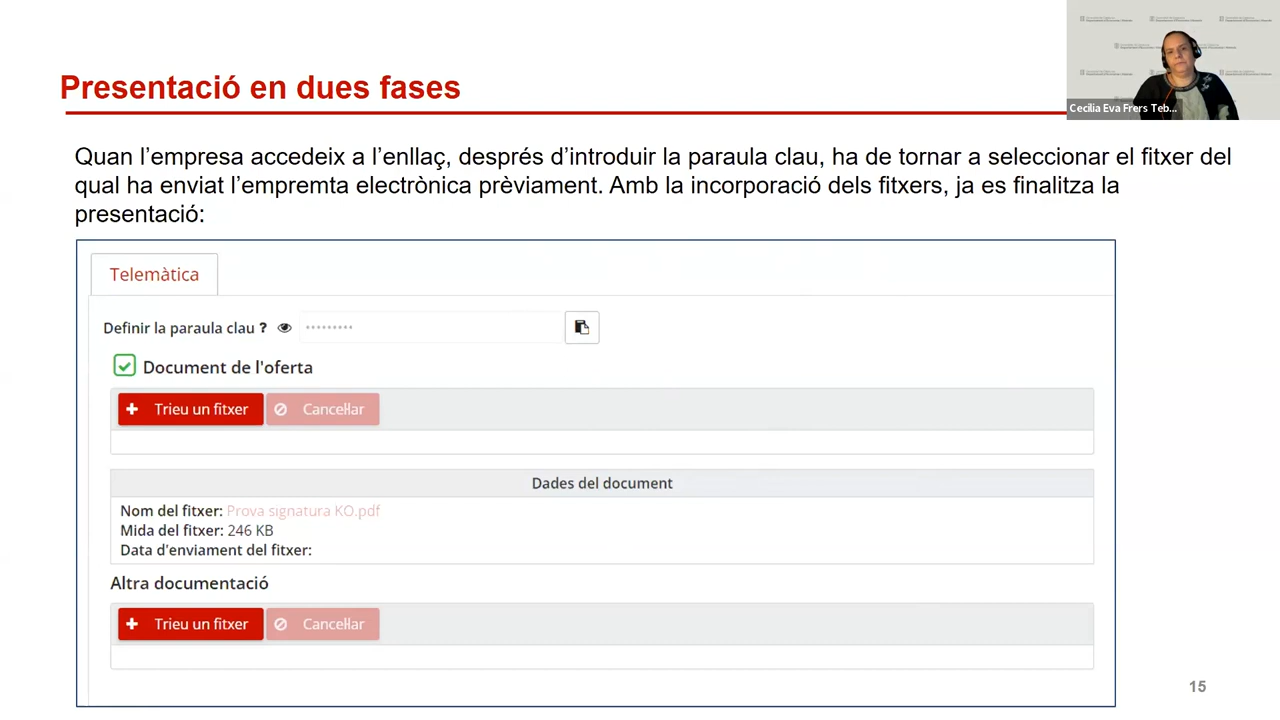 Presentació en dues fases
Cecília Eva Frers Teb...
Quan l’empresa accedeix a l’enllaç, després d’introduir la paraula clau, ha de tornar a seleccionar el fitxer del
qual ha enviat l’empremta electrònica prèviament. Amb la incorporació dels fitxers, ja es finalitza la
presentació:
Telemàtica
Definir la paraula clau ?
Document de l'oferta
Trieu un fitxer Cancel·lar
Dades del document
Nom del fitxer: Prova signatura KO.pdf
Mida del fitxer: 246 KB
Data d'enviament del fitxer:
Altra documentació
Trieu un fitxer Cancel·lar
15